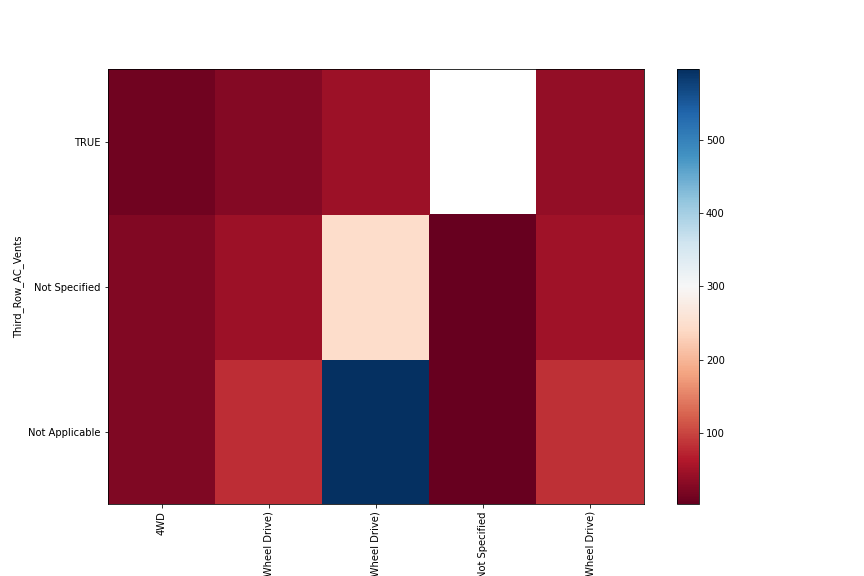 TRUE
Not Specified
Not Applicable
Third_Row_AC_Vents
500
400
300
200
100
4WD
Wheel Drive)
Wheel Drive)
Not Specified
Wheel Drive)